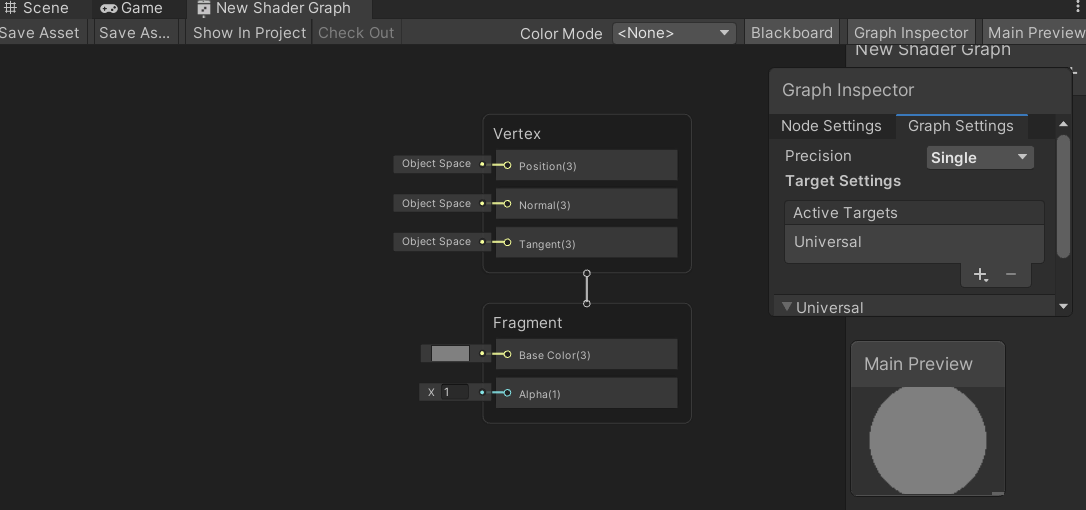 Scene Game New Shader Graph
Save Asset Save As... Show In Project Check Out Color Mode <None> Blackboard Graph Inspector Main Preview
New Shader Graph
Graph Inspector
Node Settings Graph Settings
Precision Single
Target Settings
Active Targets
Universal
Universal
Vertex
Object Space Position(3)
Object Space Normal(3)
Object Space Tangent(3)
Fragment
Base Color(3)
X 1 Alpha(1)
Main Preview